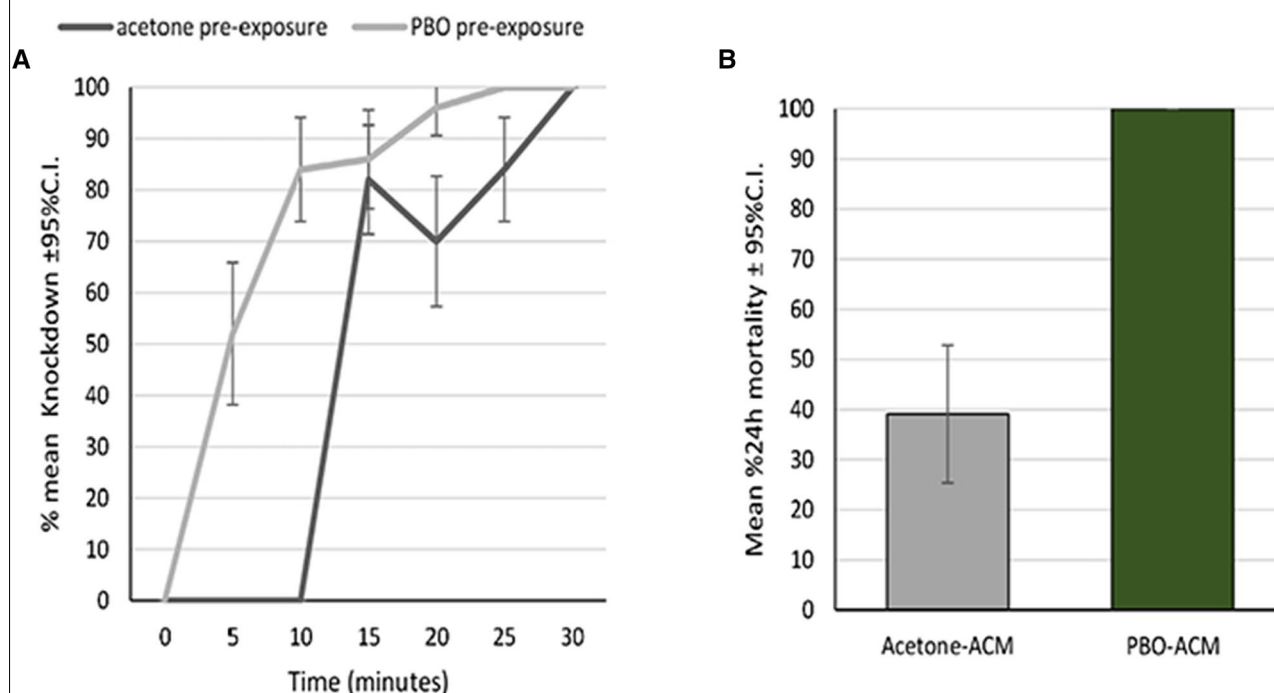 acetone pre-exposure PBO pre-exposure
A
% mean Knockdown ±95%C.I.
100
90
80
70
60
50
40
30
20
10
0
0 5 10 15 20 25 30
Time (minutes)
B
Mean %24h mortality ± 95%C.I.
100
90
80
70
60
50
40
30
20
10
0
Acetone-ACM PBO-ACM